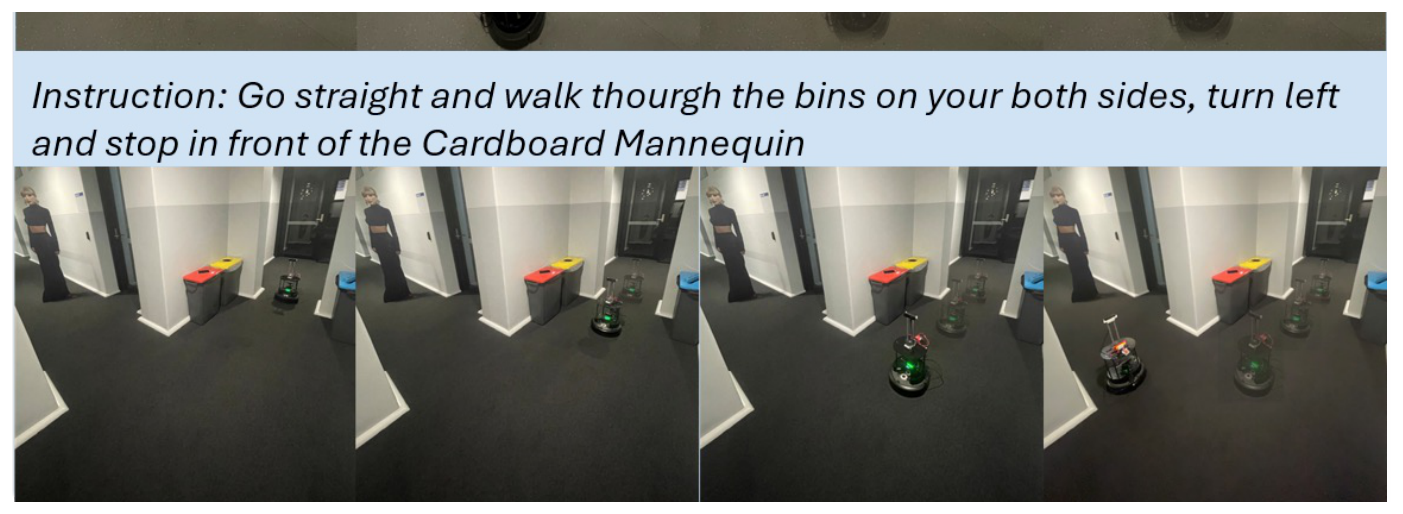 Instruction: Go straight and walk thourgh the bins on your both sides, turn left
and stop in front of the Cardboard Mannequin